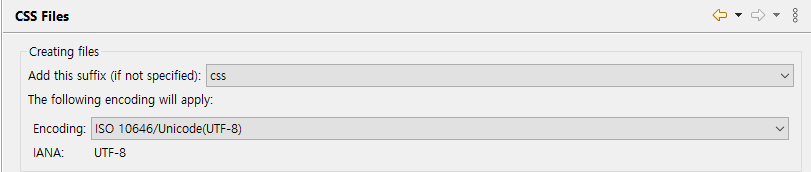 CSS Files
Creating files
Add this suffix (if not specified): css
The following encoding will apply:
Encoding: ISO 10646/Unicode(UTF-8)
IANA: UTF-8